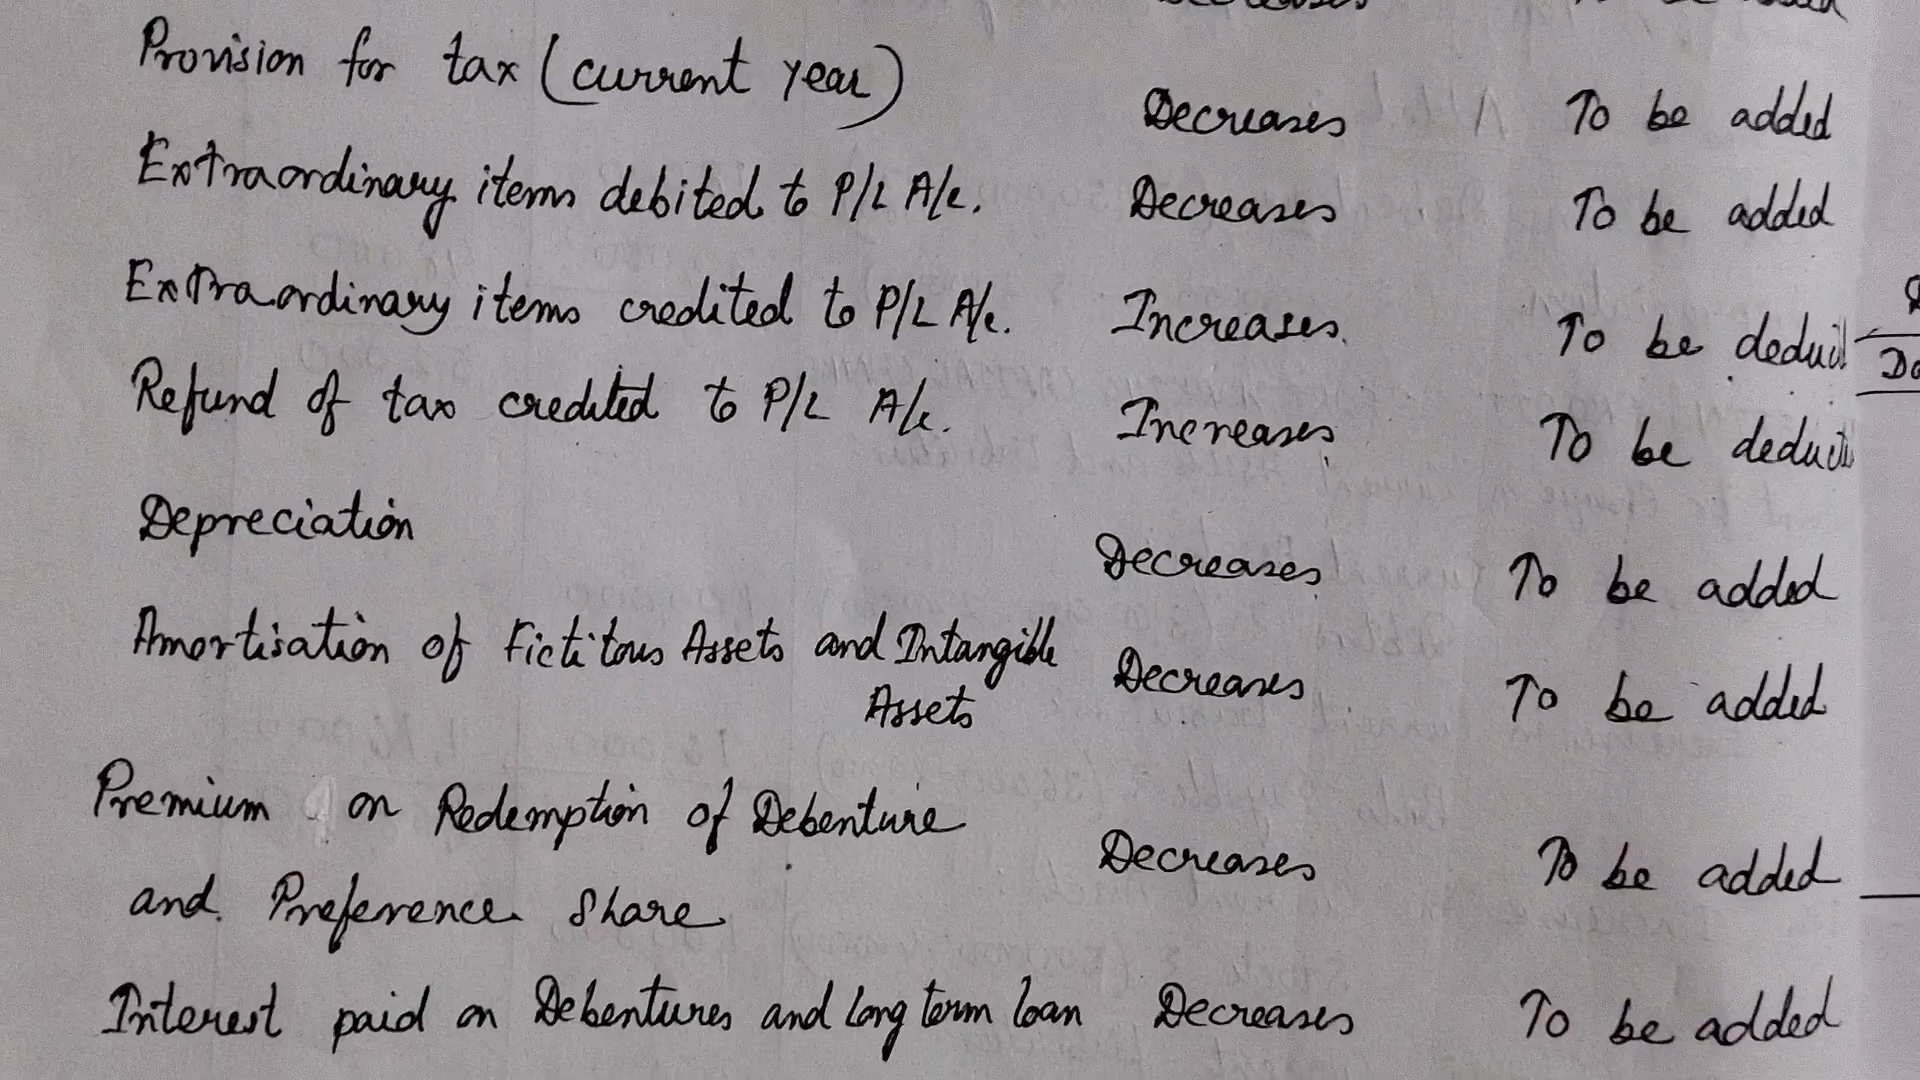 Provision for tax (current year) Decreases To be added
Extraordinary items debited to P/L A/c. Decreases To be added
Extraordinary items credited to P/L A/c. Increases. To be
Refund of tax credited to P/L A/c. Increases To be
Depreciation Decreases To be added
Amortisation of Fictitous Assets and Intangible Decreases To be added
Assets
Premium on Redemption of Debenture
and Preference Share Decreases To be added
Interest paid on Debentures and long term loan Decreases To be added